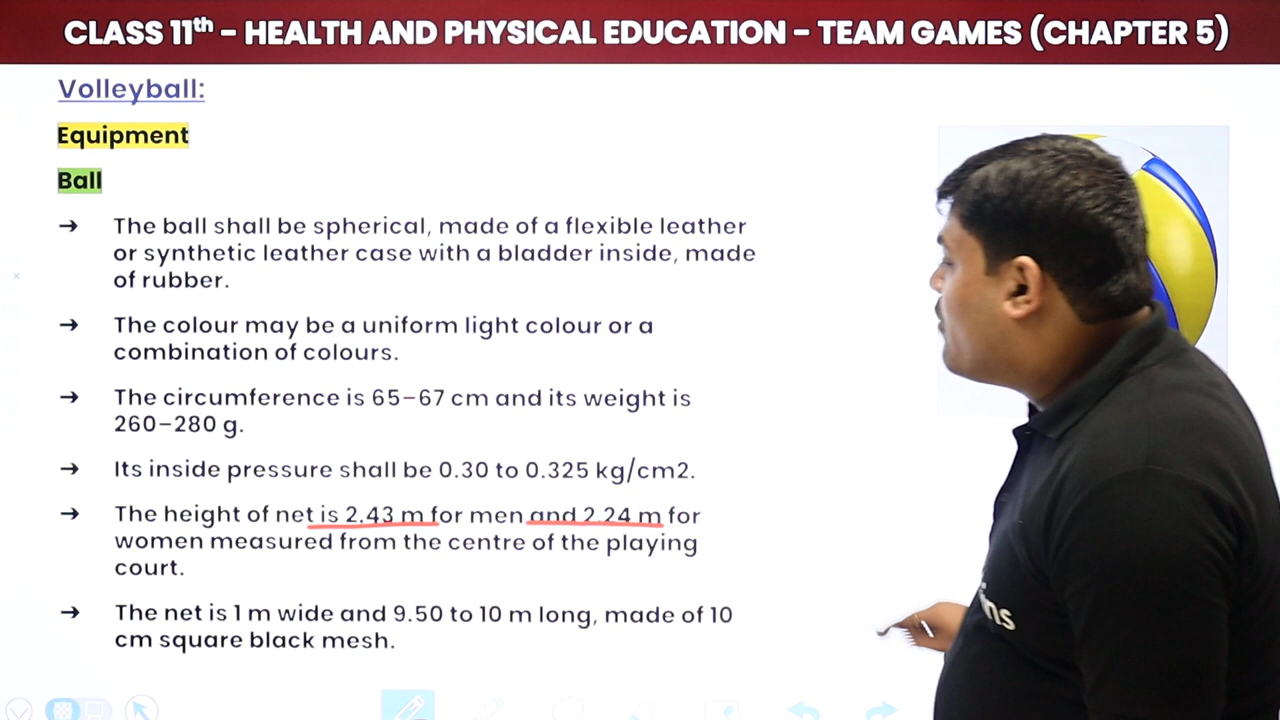 CLASS 11th – HEALTH AND PHYSICAL EDUCATION – TEAM GAMES (CHAPTER 5)
Volleyball:
Equipment
Ball
→ The ball shall be spherical, made of a flexible leather
or synthetic leather case with a bladder inside, made
of rubber.
→ The colour may be a uniform light colour or a
combination of colours.
→ The circumference is 65–67 cm and its weight is
260–280 g.
→ Its inside pressure shall be 0.30 to 0.325 kg/cm2.
→ The height of net is 2.43 m for men and 2.24 m for
women measured from the centre of the playing
court.
→ The net is 1 m wide and 9.50 to 10 m long, made of 10
cm square black mesh.